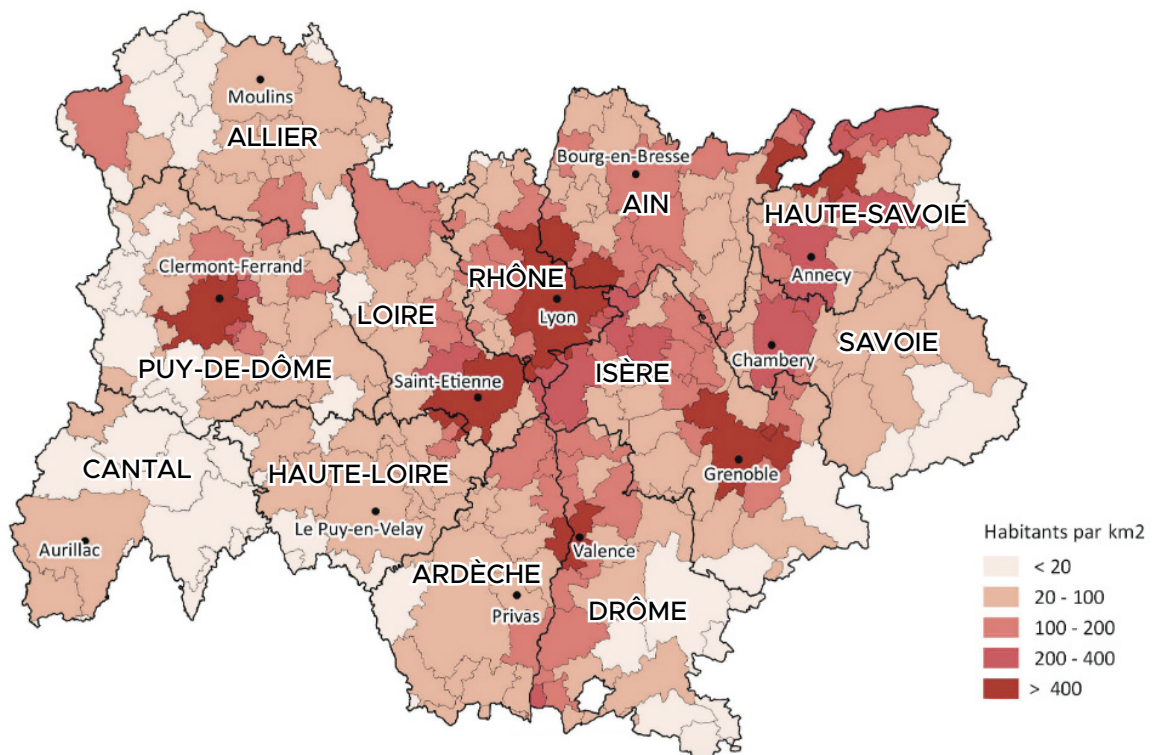 Moulins
ALLIER
Bourg-en-Bresse
AIN
HAUTE-SAVOIE
Clermont-Ferrand
RHÔNE
Annecy
LOIRE
Lyon
SAVOIE
Chambery
PUY-DE-DÔME
Saint-Etienne
ISÈRE
CANTAL
HAUTE-LOIRE
Grenoble
Le Puy-en-Velay
Aurillac
Valence
ARDÈCHE
Privas
DRÔME
Habitants par km2
< 20
20 - 100
100 - 200
200 - 400
> 400